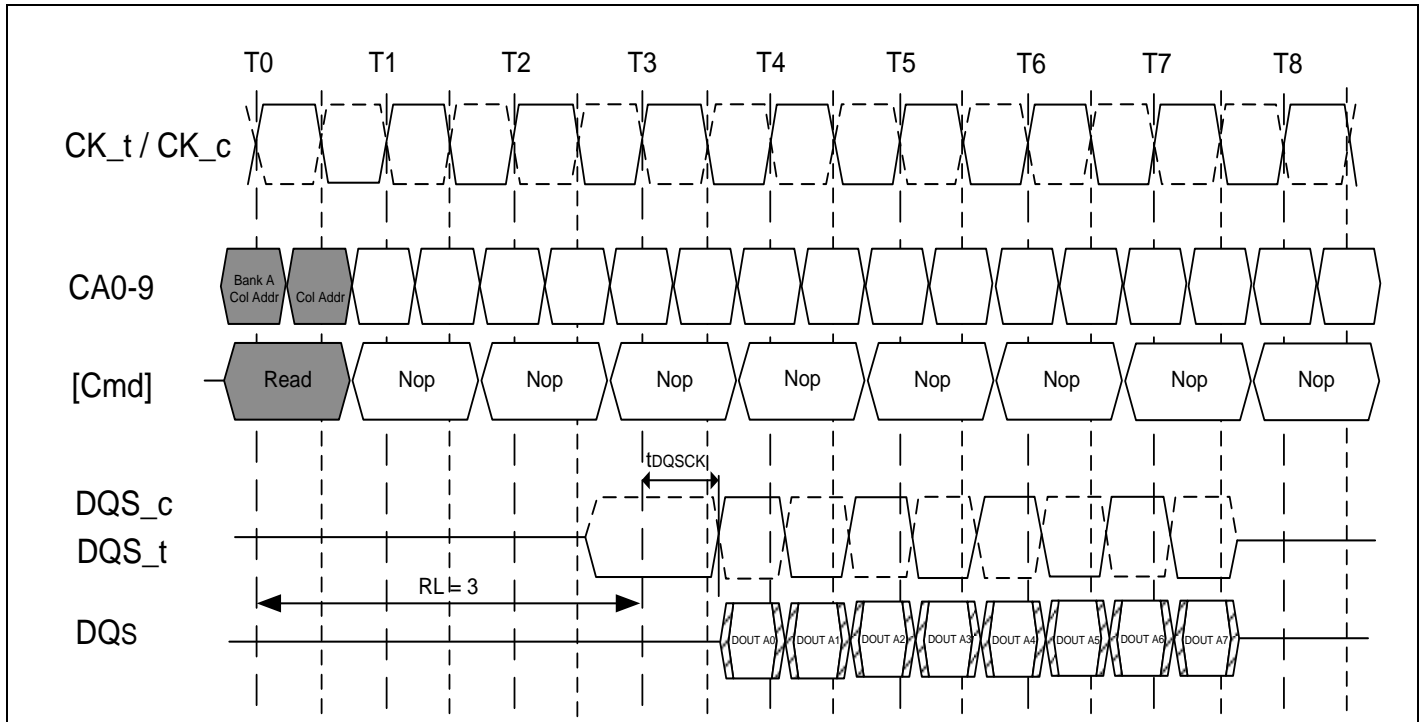 T0 T1 T2 T3 T4 T5 T6 T7 T8
CK_t / CK_c
CA0-9
Bank A
Col Addr
Col Addr
[Cmd]
Read Nop Nop Nop Nop Nop Nop Nop Nop
tDQSCK
DQS_c
DQS_t
RL = 3
DQs
DOUT A0 DOUT A1 DOUT A2 DOUT A3 DOUT A4 DOUT A5 DOUT A6 DOUT A7